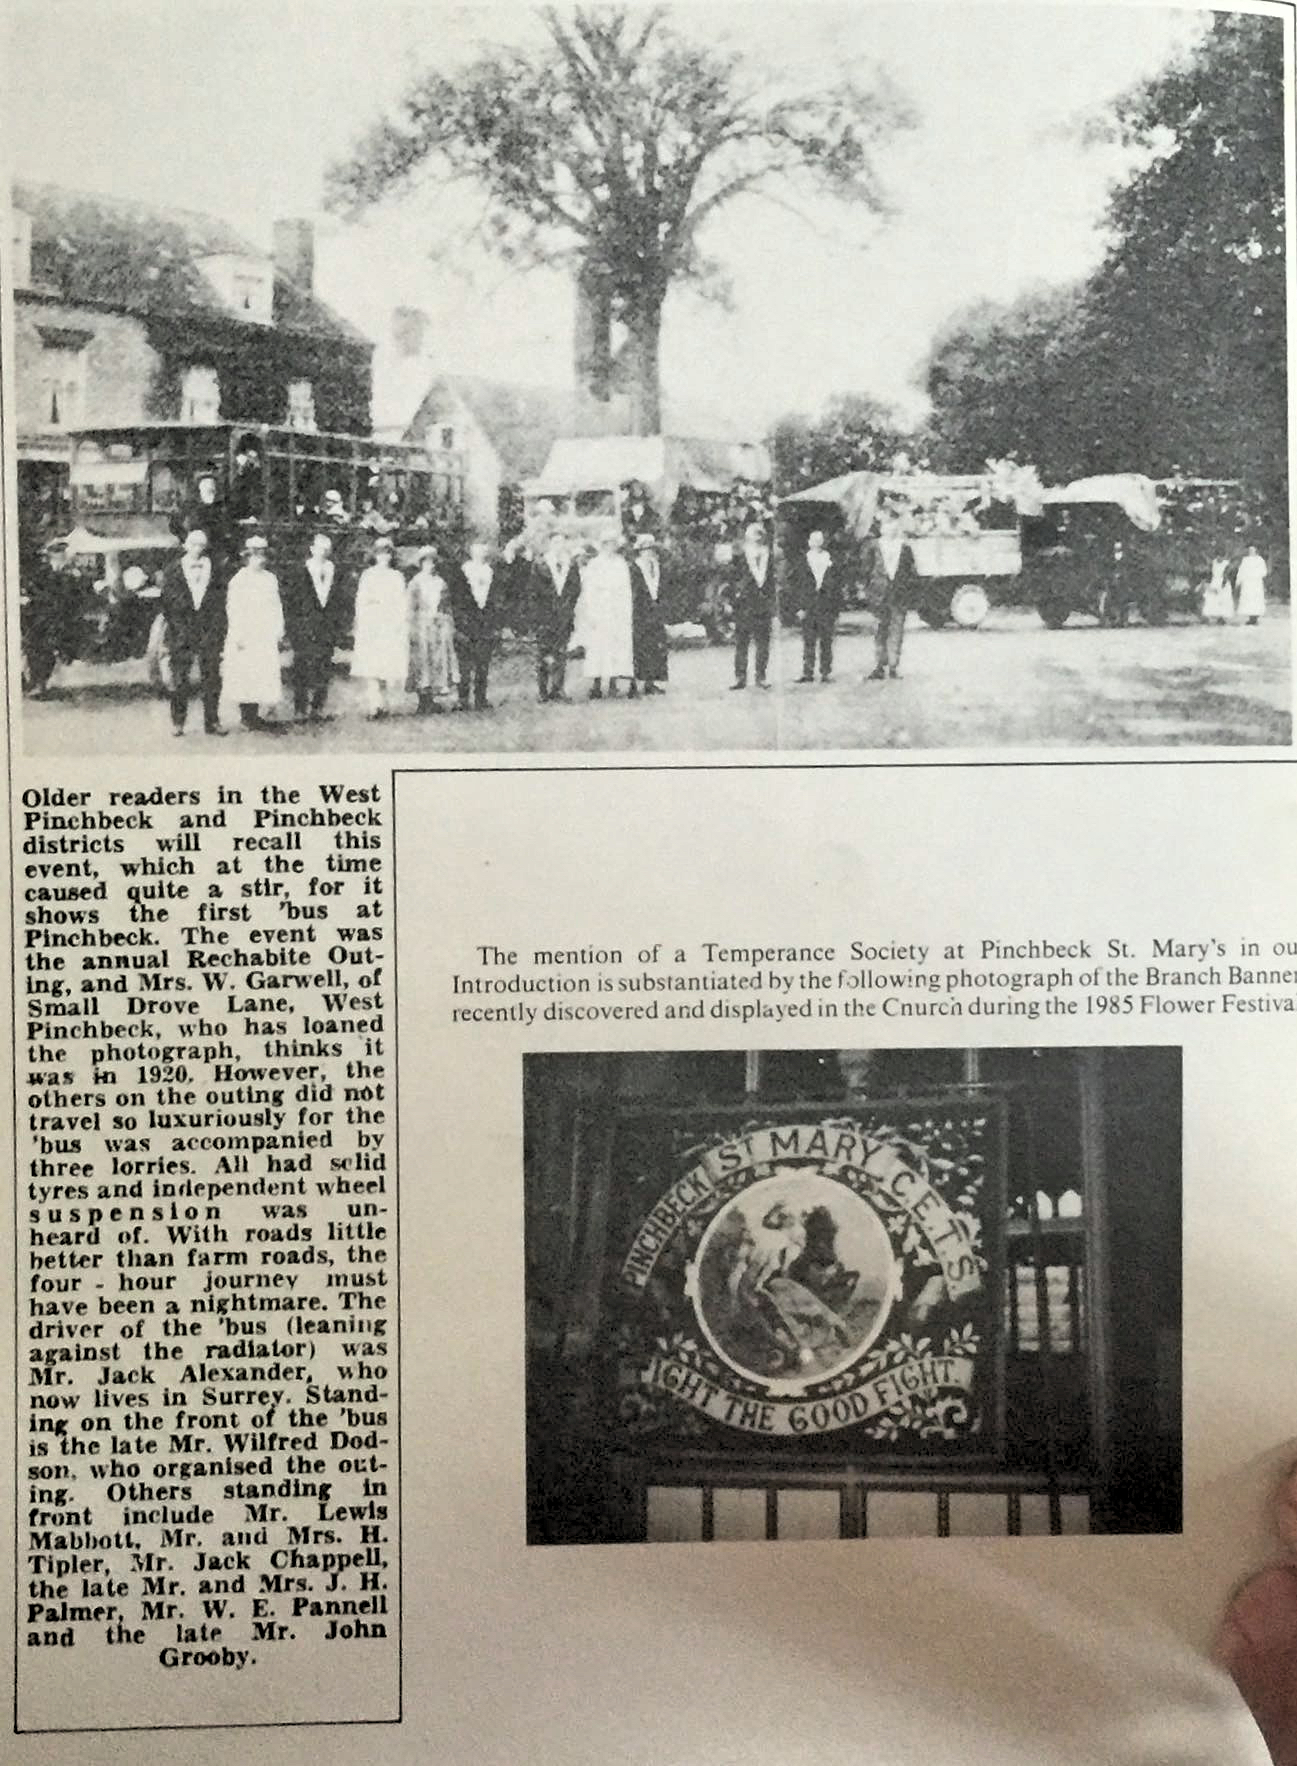 Older readers in the West
Pinchbeck and Pinchbeck
districts will recall this
event, which at the time
caused quite a stir, for it
shows the first 'bus at
Pinchbeck. The event was
the annual Rechabite Out-
ing, and Mrs. W. Garwell, of
Small Drove Lane, West
Pinchbeck, who has loaned
the photograph, thinks it
was in 1920. However, the
others on the outing did not
travel so luxuriously for the
'bus was accompanied by
three lorries. All had solid
tyres and independent wheel
suspension was un-
heard of. With roads little
better than farm roads, the
four - hour journey must
have been a nightmare. The
driver of the 'bus (leaning
against the radiator) was
Mr. Jack Alexander, who
now lives in Surrey. Stand-
ing on the front of the 'bus
is the late Mr. Wilfred Dod-
son, who organised the out-
ing. Others standing in
front include Mr. Lewis
Mabbott, Mr. and Mrs. H.
Tipler, Mr. Jack Chappell,
the late Mr. and Mrs. J. H.
Palmer, Mr. W. E. Pannell
and the late Mr. John
Grooby.
The mention of a Temperance Society at Pinchbeck St. Mary's in ou
Introduction is substantiated by the following photograph of the Branch Banner
recently discovered and displayed in the Church during the 1985 Flower Festiva
PINCHBECK ST MARY C.E.T.S.
IGHT THE GOOD FIGHT.